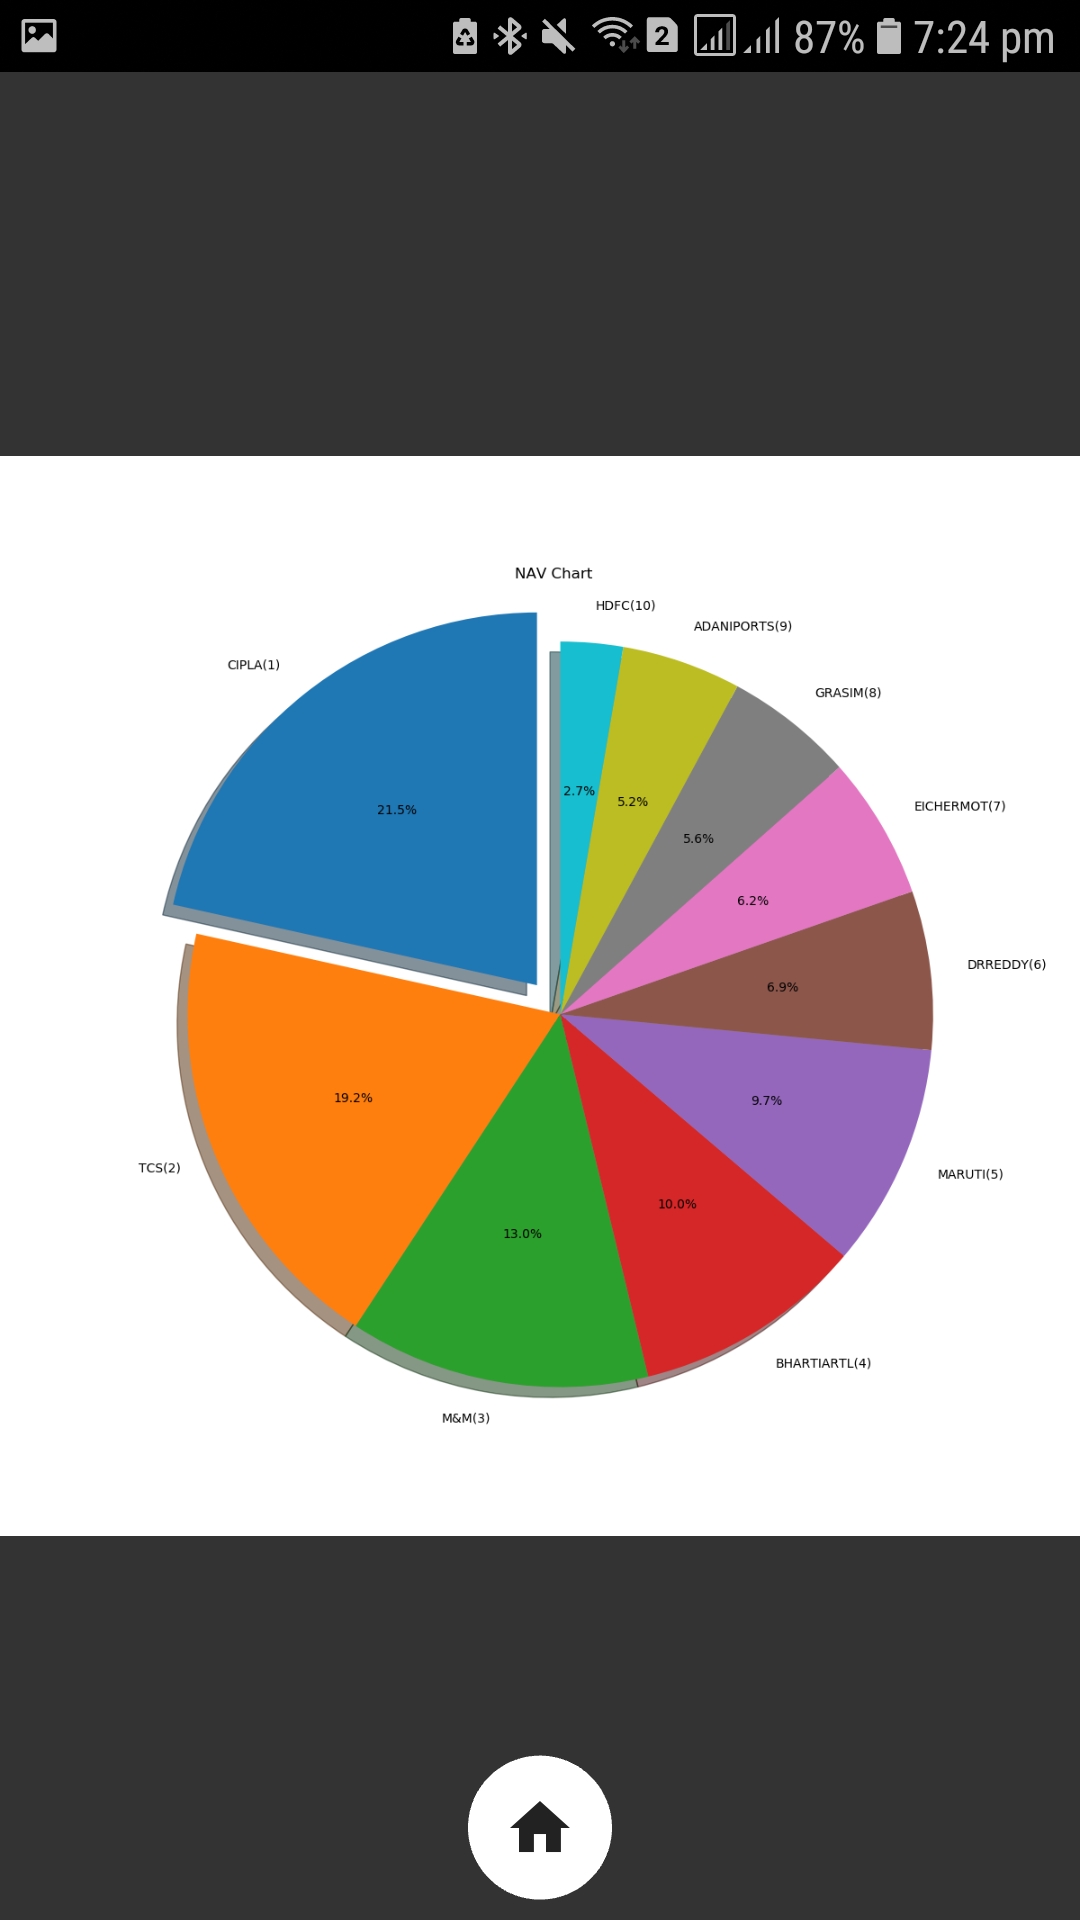 2 87% 7:24 pm
NAV Chart
HDFC(10)
ADANIPORTS(9)
CIPLA(1)
GRASIM(8)
2.7%
5.2%
EICHERMOT(7)
21.5%
5.6%
6.2%
DRREDDY(6)
6.9%
19.2%
9.7%
TCS(2)
MARUTI(5)
10.0%
13.0%
BHARTIARTL(4)
M&M(3)